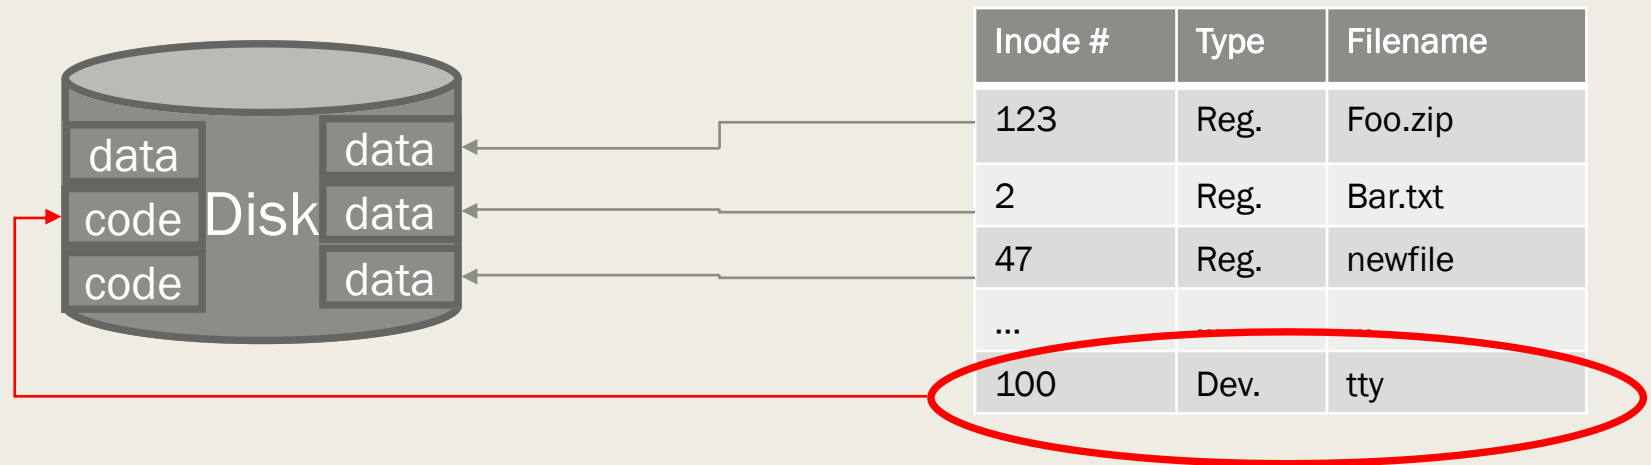 data
code
code
Disk
data
data
data
Inode # Type Filename
123 Reg. Foo.zip
2 Reg. Bar.txt
47 Reg. newfile
... ... ...
100 Dev. tty